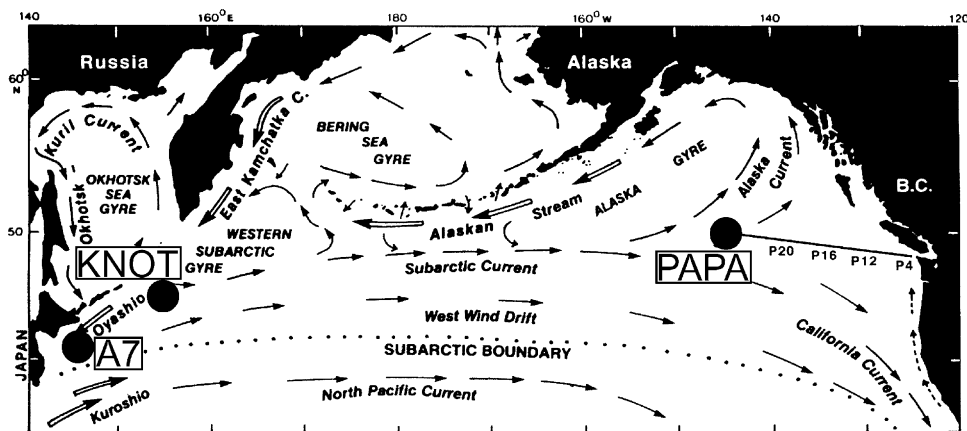 140
160°E
180
160°W
140
120
60°
N
50
Russia
Alaska
B.C.
JAPAN
Kuril Current
Okhotsk
OKHOTSK
SEA
GYRE
East Kamchatka C.
BERING
SEA
GYRE
WESTERN
SUBARCTIC
GYRE
Alaskan
Stream
ALASKA
GYRE
Alaska
Current
KNOT
PAPA
P20
P16
P12
P4
Subarctic Current
Oyashio
A7
West Wind Drift
SUBARCTIC BOUNDARY
California Current
Kuroshio
North Pacific Current